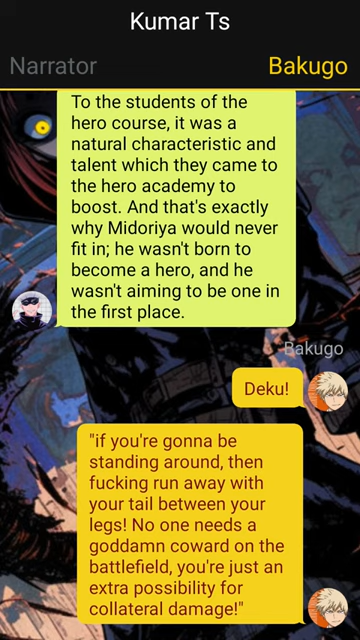 Kumar Ts
Narrator
Bakugo
To the students of the
hero course, it was a
natural characteristic and
talent which they came to
the hero academy to
boost. And that's exactly
why Midoriya would never
fit in; he wasn't born to
become a hero, and he
wasn't aiming to be one in
the first place.
Bakugo
Deku!
"if you're gonna be
standing around, then
fucking run away with
your tail between your
legs! No one needs a
goddamn coward on the
battlefield, you're just an
extra possibility for
collateral damage!"